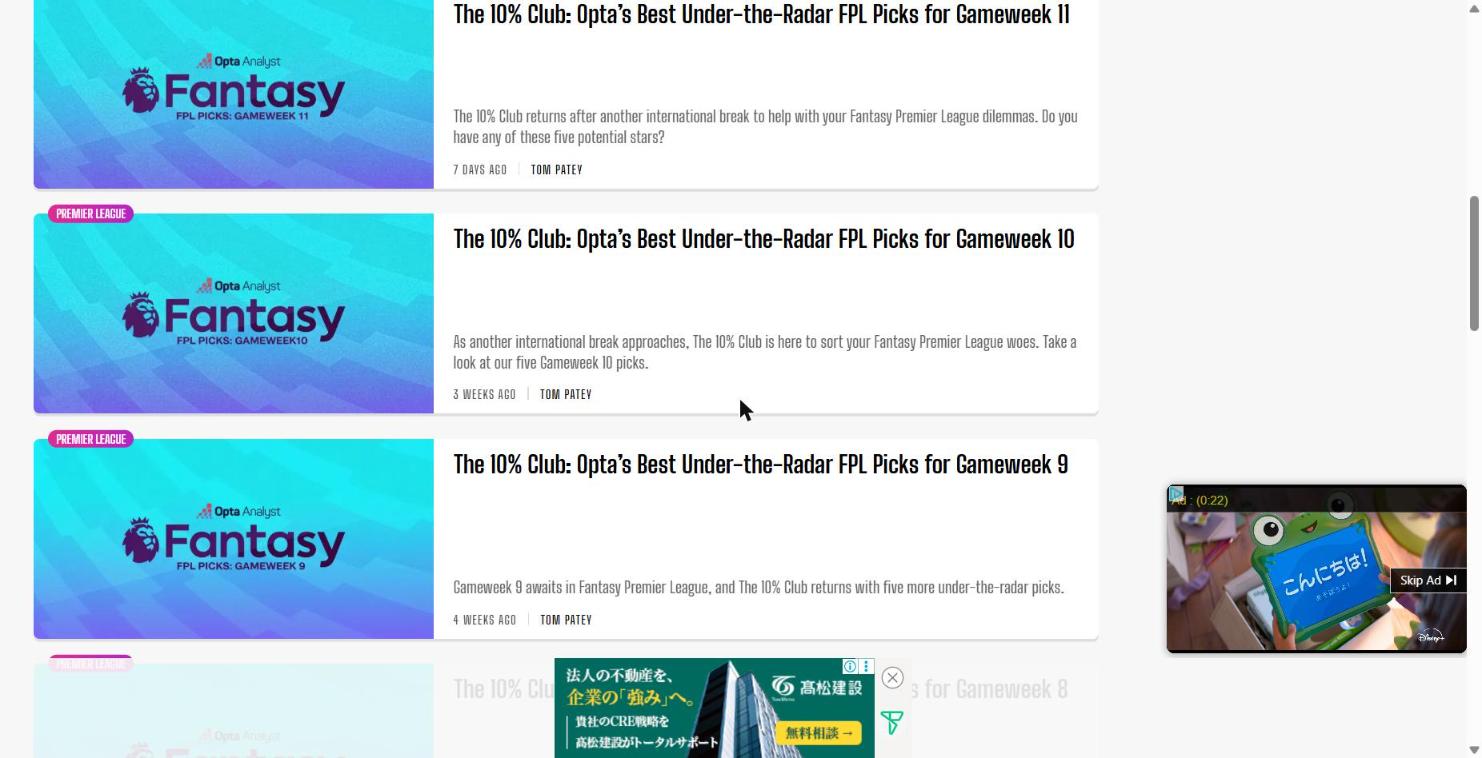 The 10% Club: Opta's Best Under-the-Radar FPL Picks for Gameweek 11
Opta Analyst
Fantasy
FPL PICKS: GAMEWEEK 11
The 10% Club returns after another international break to help with your Fantasy Premier League dilemmas. Do you
have any of these five potential stars?
7 DAYS AGO
TOM PATEY
PREMIER LEAGUE
The 10% Club: Opta's Best Under-the-Radar FPL Picks for Gameweek 10
Opta Analyst
Fantasy
FPL PICKS: GAMEWEEK10
As another international break approaches, The 10% Club is here to sort your Fantasy Premier League woes. Take a
look at our five Gameweek 10 picks.
3 WEEKS AGO
TOM PATEY
PREMIER LEAGUE
The 10% Club: Opta's Best Under-the-Radar FPL Picks for Gameweek 9
Opta Analyst
Fantasy
FPL PICKS: GAMEWEEK 9
Gameweek 9 awaits in Fantasy Premier League, and The 10% Club returns with five more under-the-radar picks.
4 WEEKS AGO
TOM PATEY
Ad : (0:22)
こんにちは!
Skip Ad
Disney+
PREMIER LEAGUE
The 10% Clu
s for Gameweek 8
Opta Analyst
法人の不動産を、
企業の「強み」へ。
貴社のCRE戦略を
髙松建設がトータルサポート
髙松建設
無料相談→